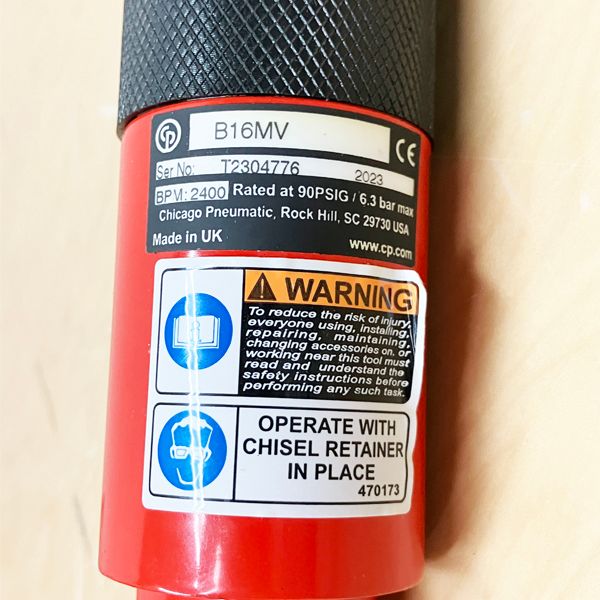 CP
B16MV
CE
Ser No: T2304776 2023
BPM: 2400 Rated at 90PSIG / 6.3 bar max
Chicago Pneumatic, Rock Hill, SC 29730 USA
Made in UK www.cp.com
WARNING
To reduce the risk of injury,
everyone using, installing,
repairing, maintaining,
changing accessories on, or
working near this tool must
read and understand the
safety instructions before
performing any such task.
OPERATE WITH
CHISEL RETAINER
IN PLACE
470173